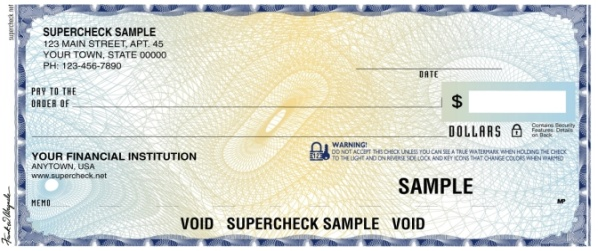 SUPERCHECK SAMPLE
123 MAIN STREET, APT. 45
YOUR TOWN, STATE 00000
PH: 123-456-7890
DATE
PAY TO THE
ORDER OF
$
DOLLARS
Contains Security
Features. Details
on Back
WARNING!
DO NOT ACCEPT THIS CHECK UNLESS YOU CAN SEE A TRUE WATERMARK WHEN HOLDING THE CHECK
TO THE LIGHT AND ON REVERSE SIDE LOCK AND KEY ICONS THAT CHANGE COLORS WHEN WARMED
YOUR FINANCIAL INSTITUTION
ANYTOWN, USA
www.supercheck.net
SAMPLE
MEMO
MP
VOID SUPERCHECK SAMPLE VOID
supercheck.net